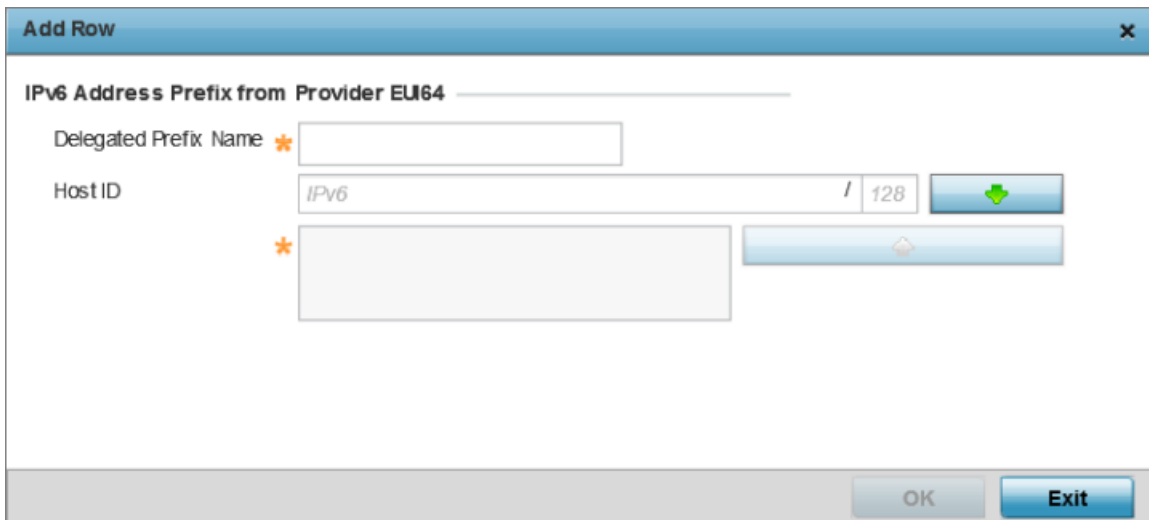 Add Row
IPv6 Address Prefix from Provider EUI64
Delegated Prefix Name *
Host ID IPv6 / 128
*
OK Exit